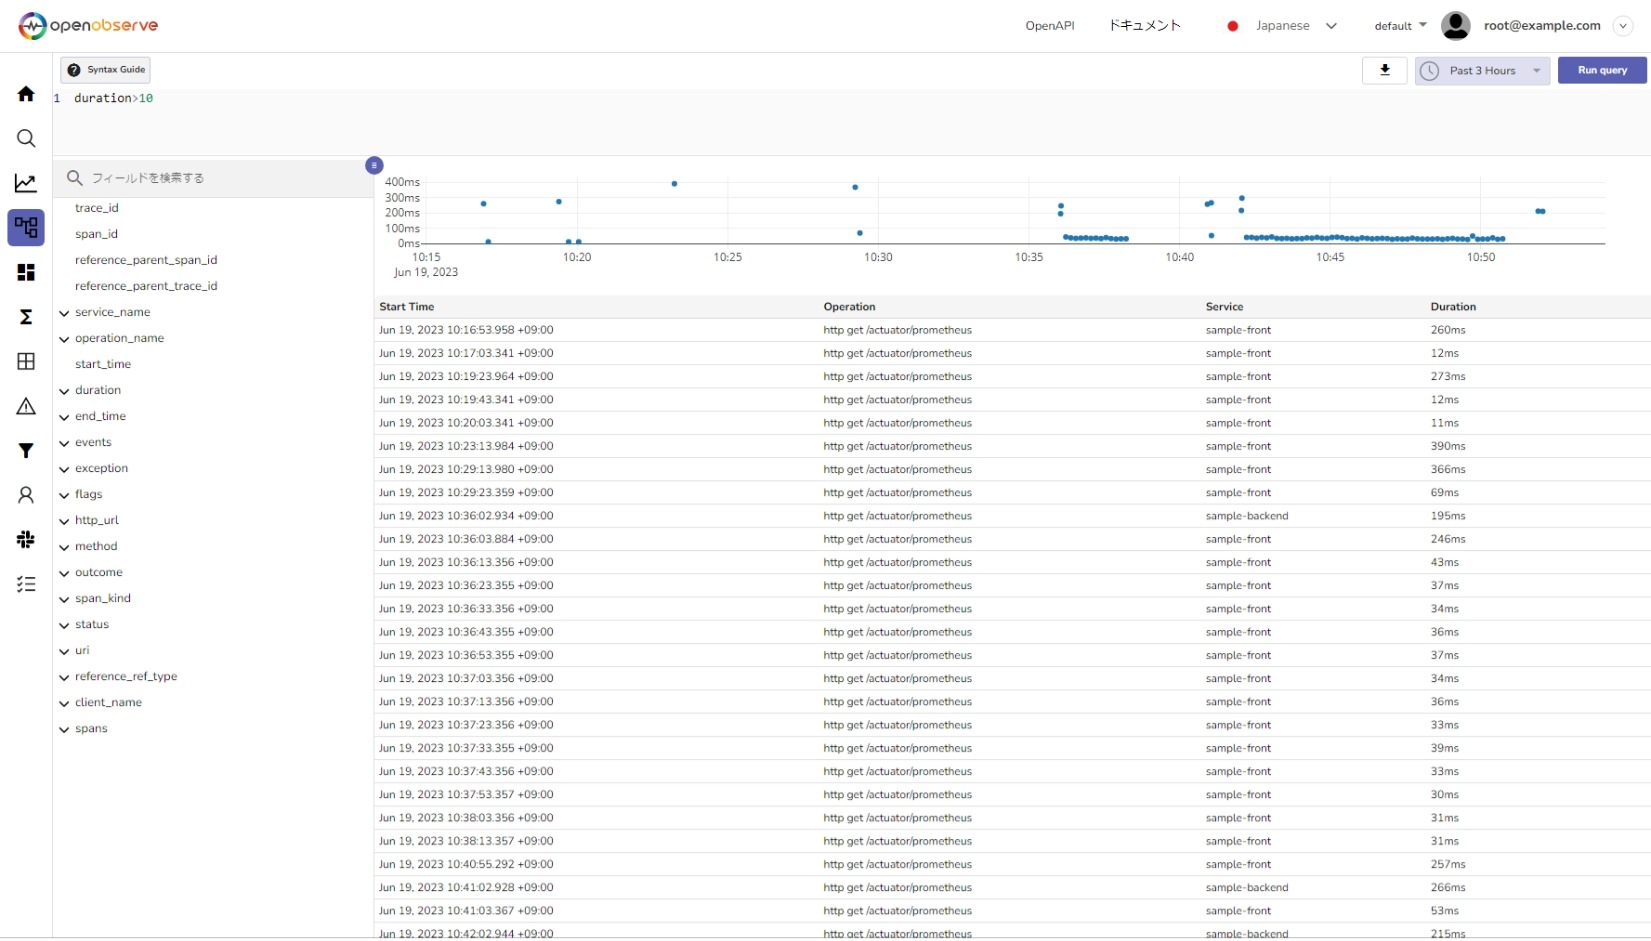 openobserve OpenAPI ドキュメント Japanese default root@example.com
Syntax Guide Past 3 Hours Run query
1 duration>10
フィールドを検索する
trace_id
span_id
reference_parent_span_id
reference_parent_trace_id
service_name
operation_name
start_time
duration
end_time
events
exception
flags
http_url
method
outcome
span_kind
status
uri
reference_ref_type
client_name
spans
400ms
300ms
200ms
100ms
0ms
10:15 10:20 10:25 10:30 10:35 10:40 10:45 10:50
Jun 19, 2023
Start Time Operation Service Duration
Jun 19, 2023 10:16:53.958 +09:00 http get /actuator/prometheus sample-front 260ms
Jun 19, 2023 10:17:03.341 +09:00 http get /actuator/prometheus sample-front 12ms
Jun 19, 2023 10:19:23.964 +09:00 http get /actuator/prometheus sample-front 273ms
Jun 19, 2023 10:19:43.341 +09:00 http get /actuator/prometheus sample-front 12ms
Jun 19, 2023 10:20:03.341 +09:00 http get /actuator/prometheus sample-front 11ms
Jun 19, 2023 10:23:13.984 +09:00 http get /actuator/prometheus sample-front 390ms
Jun 19, 2023 10:29:13.980 +09:00 http get /actuator/prometheus sample-front 366ms
Jun 19, 2023 10:29:23.359 +09:00 http get /actuator/prometheus sample-front 69ms
Jun 19, 2023 10:36:02.934 +09:00 http get /actuator/prometheus sample-backend 195ms
Jun 19, 2023 10:36:03.884 +09:00 http get /actuator/prometheus sample-front 246ms
Jun 19, 2023 10:36:13.356 +09:00 http get /actuator/prometheus sample-front 43ms
Jun 19, 2023 10:36:23.355 +09:00 http get /actuator/prometheus sample-front 37ms
Jun 19, 2023 10:36:33.356 +09:00 http get /actuator/prometheus sample-front 34ms
Jun 19, 2023 10:36:43.355 +09:00 http get /actuator/prometheus sample-front 36ms
Jun 19, 2023 10:36:53.355 +09:00 http get /actuator/prometheus sample-front 37ms
Jun 19, 2023 10:37:03.356 +09:00 http get /actuator/prometheus sample-front 34ms
Jun 19, 2023 10:37:13.356 +09:00 http get /actuator/prometheus sample-front 36ms
Jun 19, 2023 10:37:23.356 +09:00 http get /actuator/prometheus sample-front 33ms
Jun 19, 2023 10:37:33.355 +09:00 http get /actuator/prometheus sample-front 39ms
Jun 19, 2023 10:37:43.356 +09:00 http get /actuator/prometheus sample-front 33ms
Jun 19, 2023 10:37:53.357 +09:00 http get /actuator/prometheus sample-front 30ms
Jun 19, 2023 10:38:03.356 +09:00 http get /actuator/prometheus sample-front 31ms
Jun 19, 2023 10:38:13.357 +09:00 http get /actuator/prometheus sample-front 31ms
Jun 19, 2023 10:40:55.292 +09:00 http get /actuator/prometheus sample-front 257ms
Jun 19, 2023 10:41:02.928 +09:00 http get /actuator/prometheus sample-backend 266ms
Jun 19, 2023 10:41:03.367 +09:00 http get /actuator/prometheus sample-front 53ms
Jun 19, 2023 10:42:02.944 +09:00 http get /actuator/prometheus sample-backend 215ms